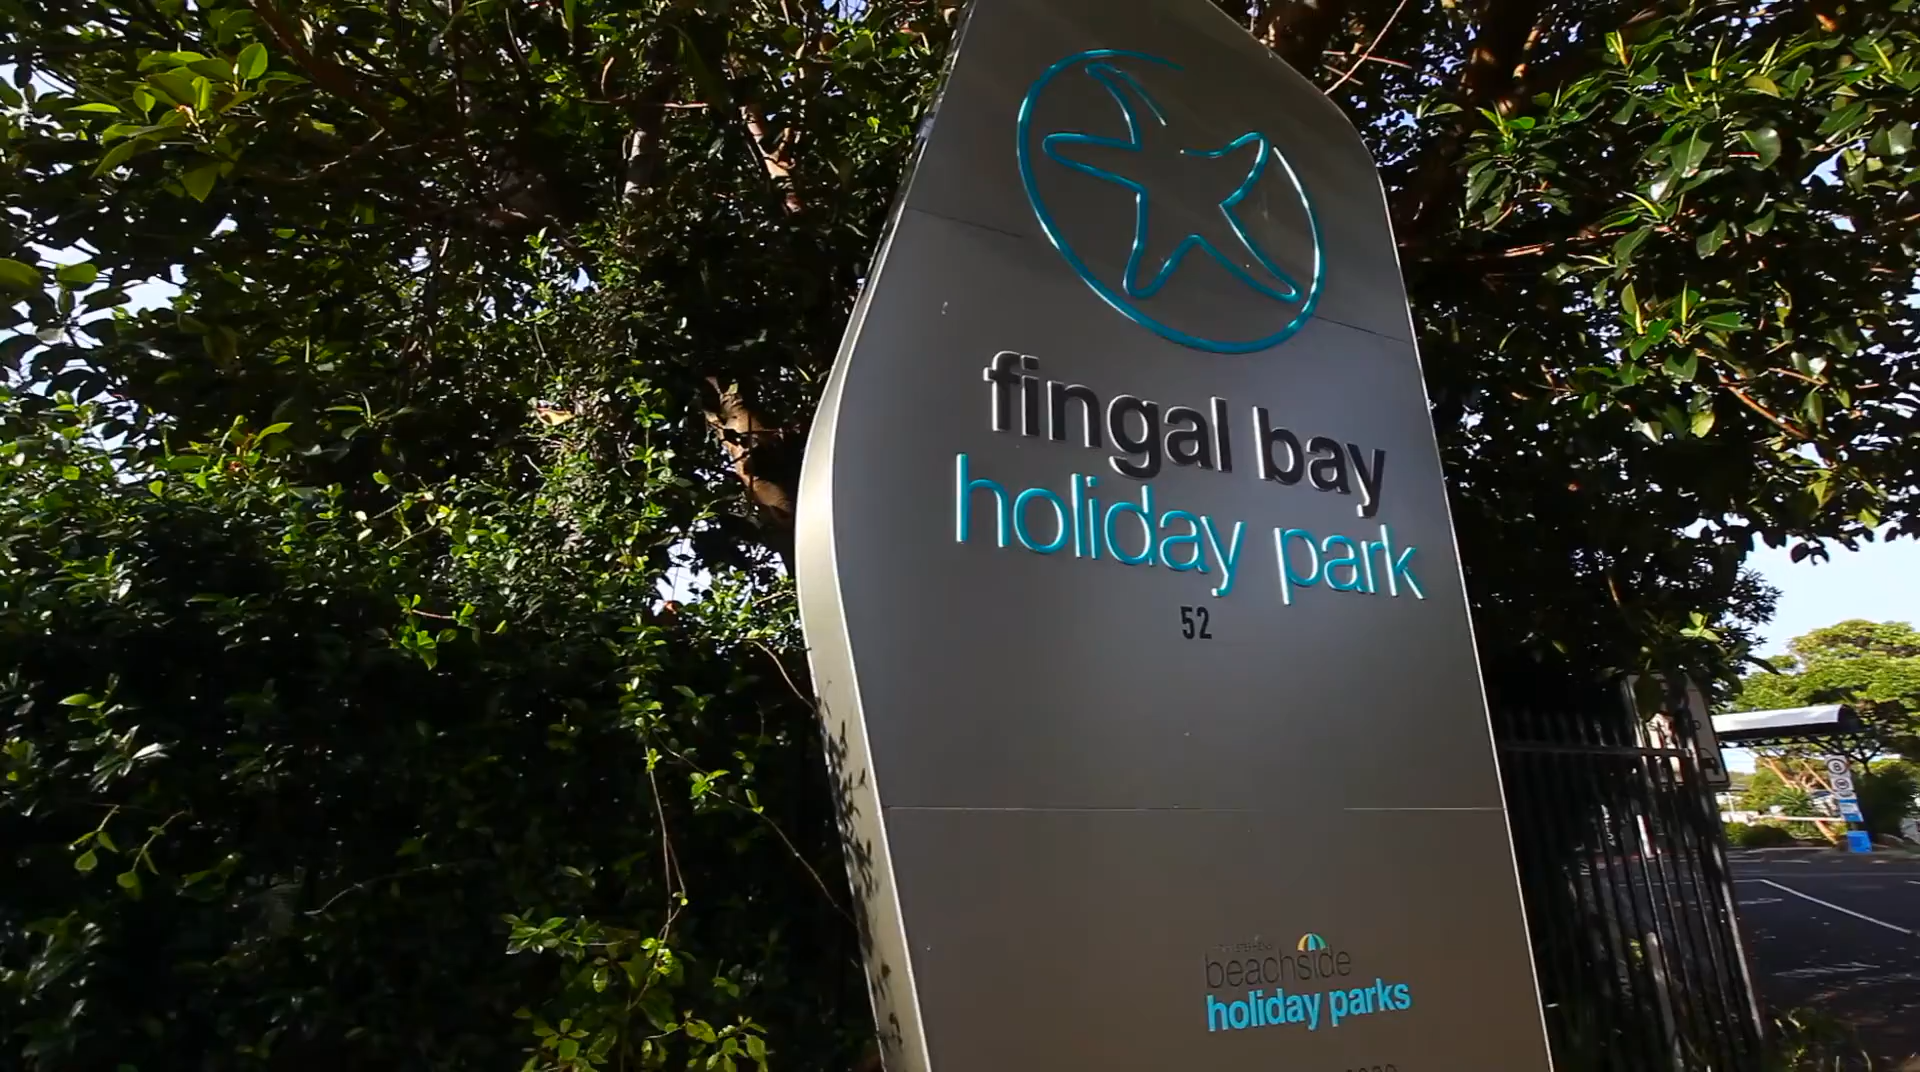 fingal bay
holiday park
52
beachside
holiday parks